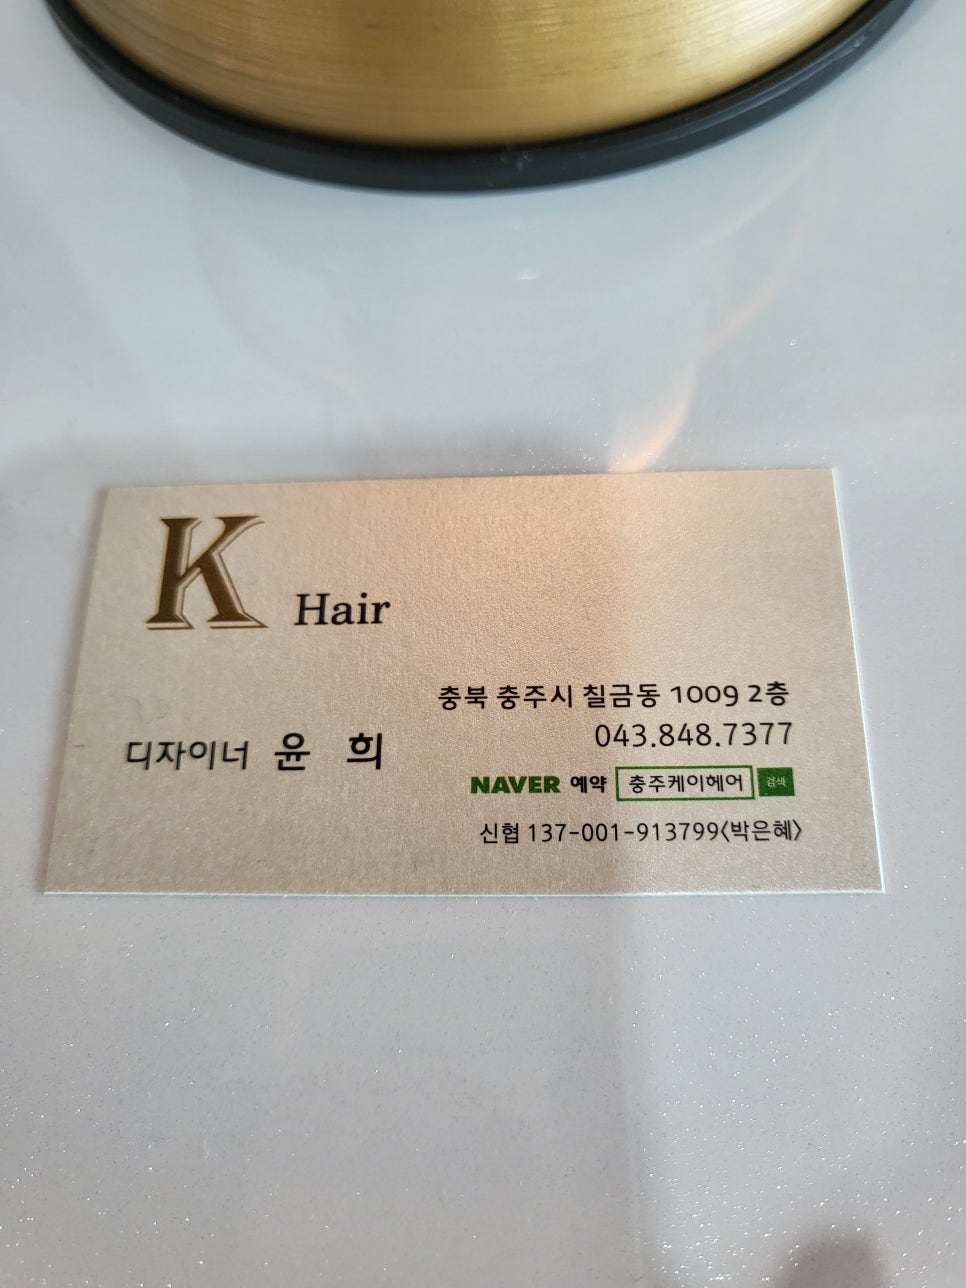 K Hair
디자이너 윤 희
충북 충주시 칠금동 1009 2층
043.848.7377
NAVER 예약 충주케이헤어 검색
신협 137-001-913799<박은혜>